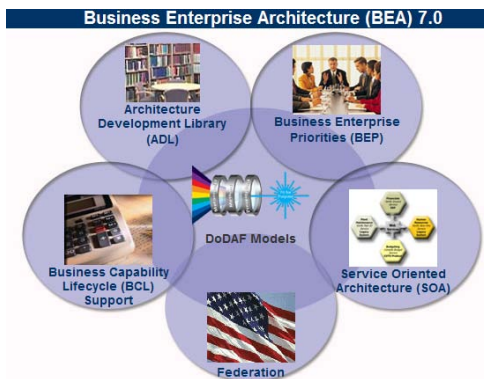 Business Enterprise Architecture (BEA) 7.0
Architecture
Development Library
(ADL)
Business Enterprise
Priorities (BEP)
DoDAF Models
Business Capability
Lifecycle (BCL)
Support
Service Oriented
Architecture (SOA)
Federation